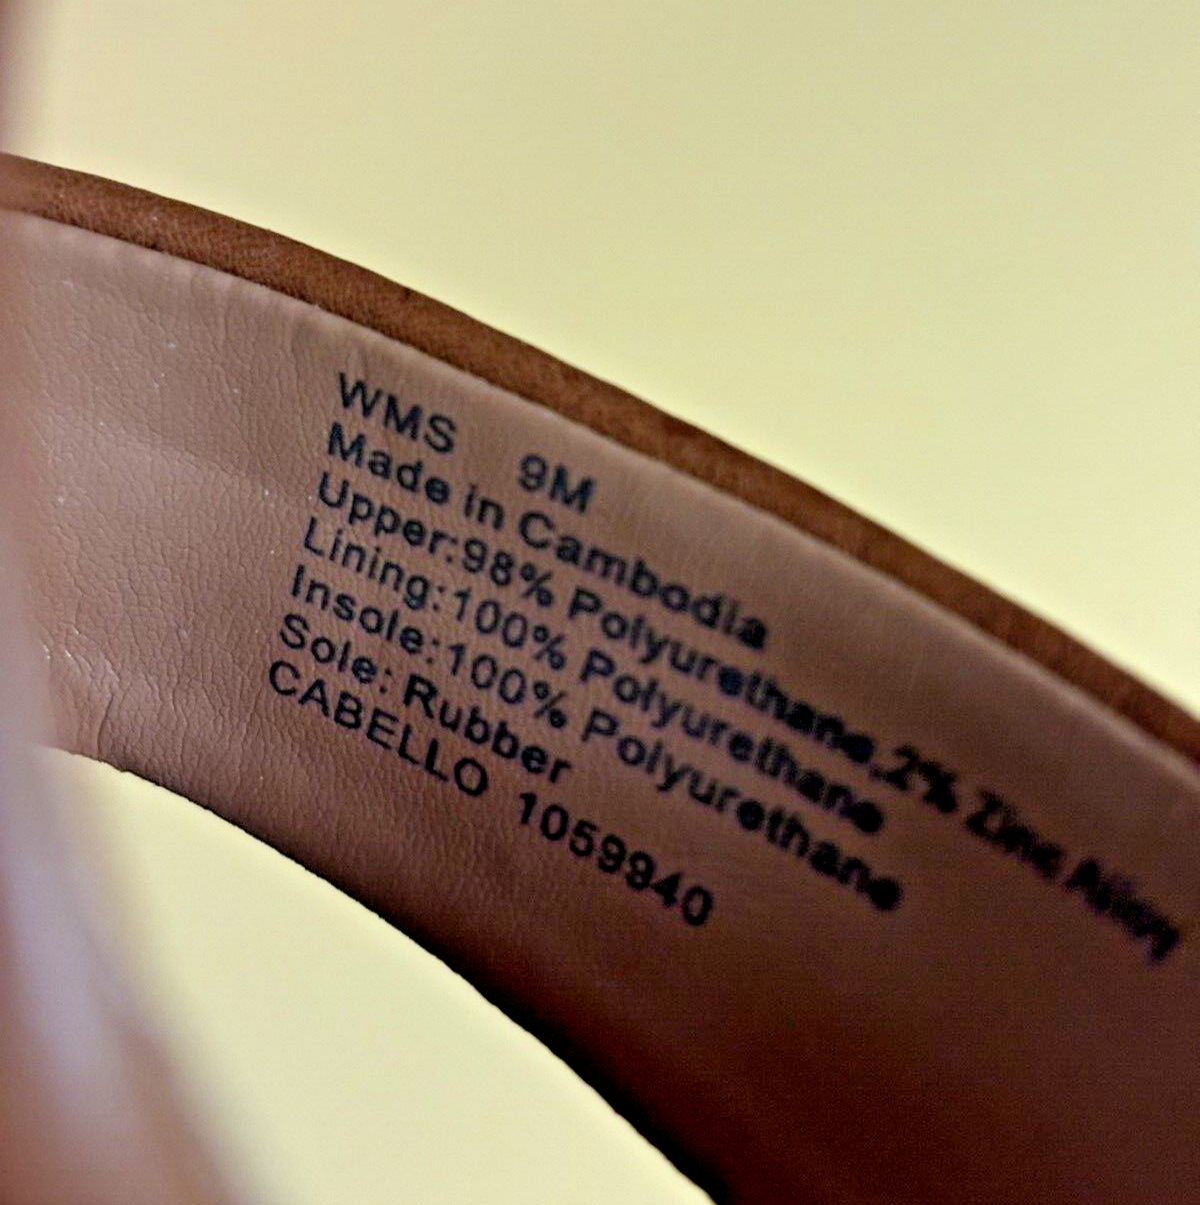 WMS 9M
Made in Cambodia
Upper:98% Polyurethane,2% Zinc Alloy
Lining:100% Polyurethane
Insole:100% Polyurethane
Sole: Rubber
CABELLO 1059940